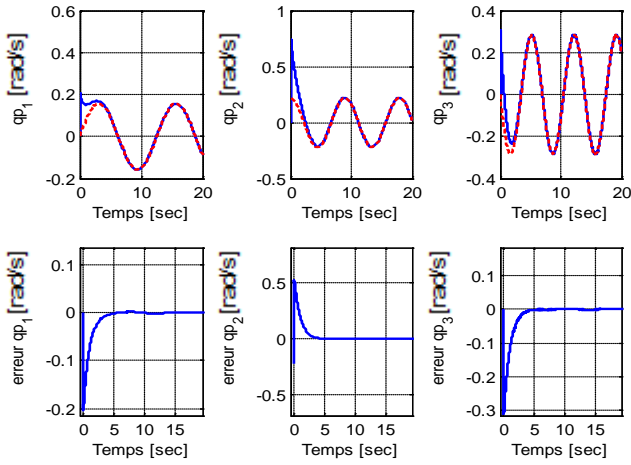 0.6
0.4
0.2
0
-0.2
qp1 [rad/s]
0 10 20
Temps [sec]
1
0.5
0
-0.5
qp2 [rad/s]
0 10 20
Temps [sec]
0.4
0.2
0
-0.2
-0.4
qp3 [rad/s]
0 10 20
Temps [sec]
0.1
0
-0.1
-0.2
erreur qp1 [rad/s]
0 5 10 15
Temps [sec]
0.5
0
-0.5
erreur qp2 [rad/s]
0 5 10 15
Temps [sec]
0.1
0
-0.1
-0.2
-0.3
erreur qp3 [rad/s]
0 5 10 15
Temps [sec]